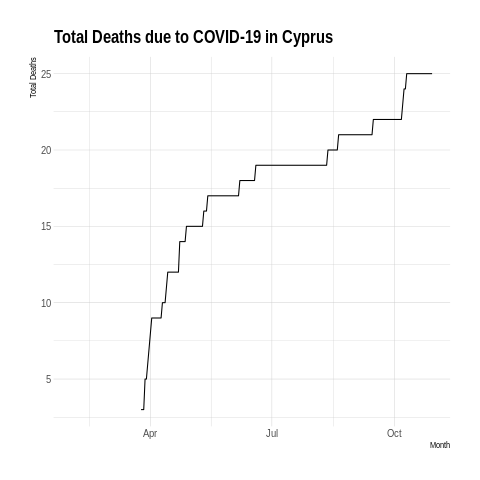 Total Deaths due to COVID-19 in Cyprus
Total Deaths
25
20
15
10
5
Apr
Jul
Oct
Month